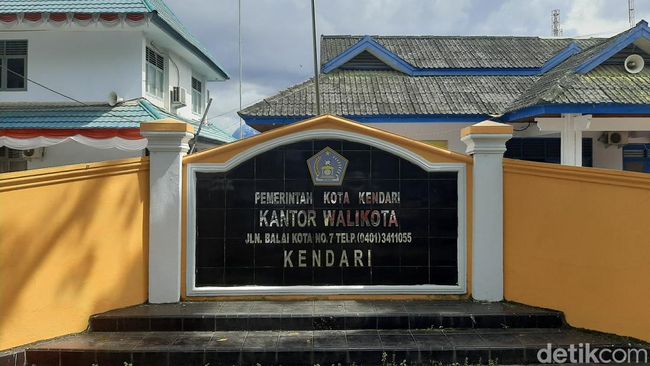 PEMERINTAH KOTA KENDARI
KANTOR WALIKOTA
JLN. BALAI KOTA NO. 7 TELP. (0401) 3411055
KENDARI
detikcom